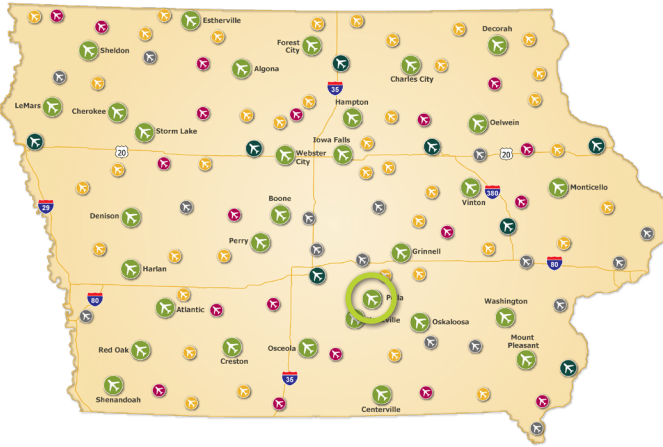 Estherville
Decorah
Forest
City
Sheldon
Algona
Charles City
35
LeMars
Cherokee
Hampton
Storm Lake
Oelwein
Iowa Falls
20
Webster
City
20
380
Vinton
Monticello
29
Boone
Denison
Perry
Grinnell
Harlan
80
80
Atlantic
Washington
Oskaloosa
Mount
Pleasant
Red Oak
Creston
Osceola
35
Shenandoah
Centerville